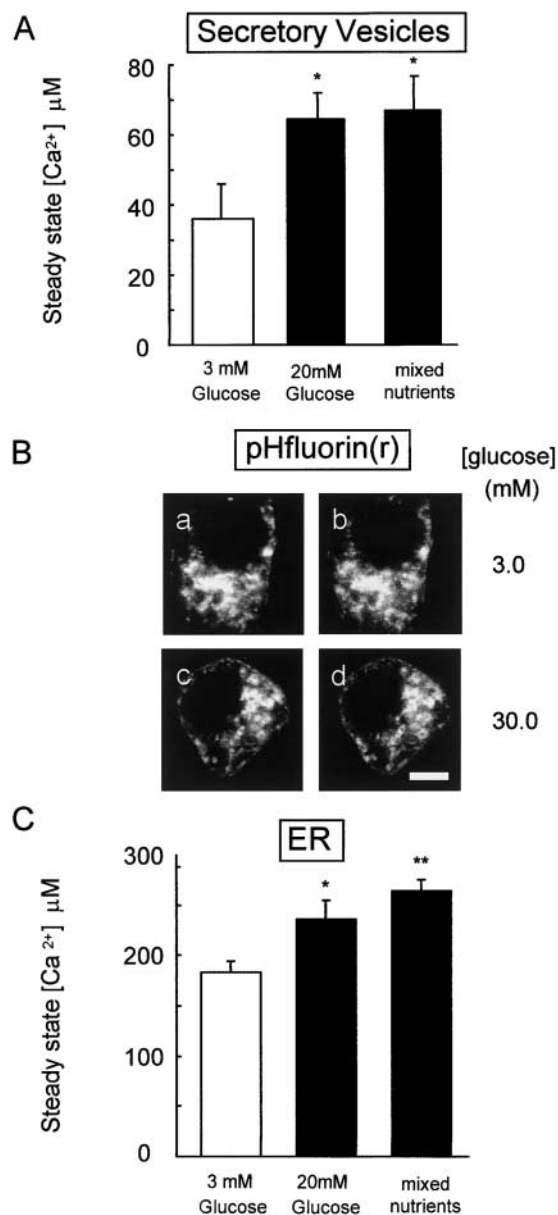 A
Secretory Vesicles
Steady state [Ca2+] μM
80
60
40
20
0
*
*
3 mM
Glucose
20mM
Glucose
mixed
nutrients
B
pHfluorin(r)
[glucose]
(mM)
a
b
3.0
c
d
30.0
C
ER
Steady state [Ca 2+] μM
300
200
100
0
*
**
3 mM
Glucose
20mM
Glucose
mixed
nutrients